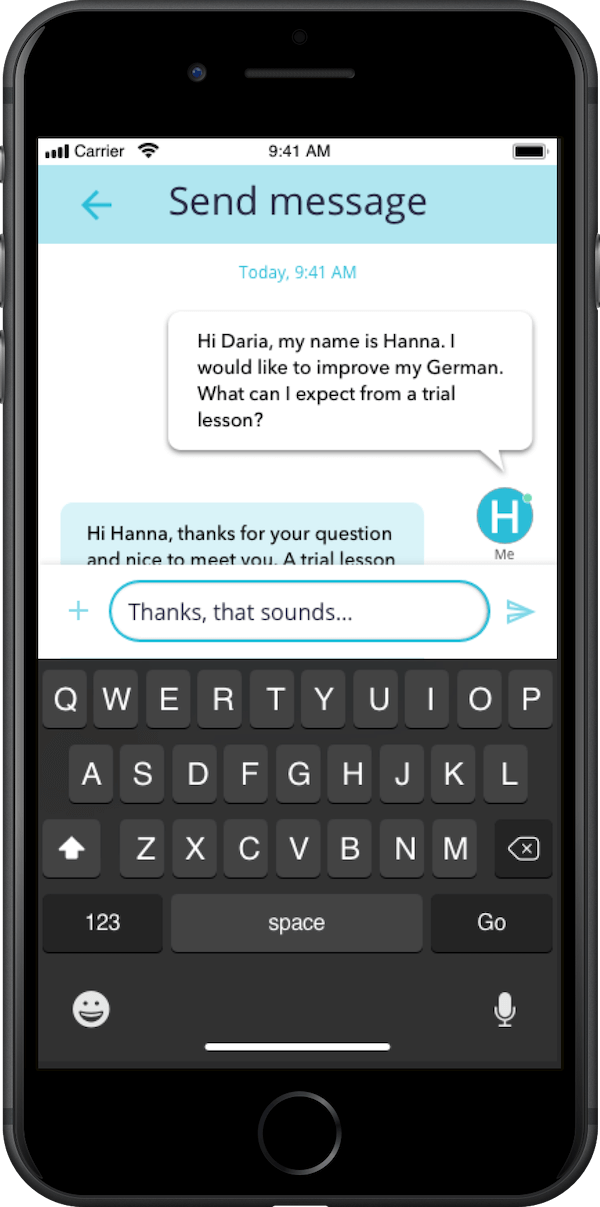 Carrier 9:41 AM
Send message
Today, 9:41 AM
Hi Daria, my name is Hanna. I
would like to improve my German.
What can I expect from a trial
lesson?
H
Me
Hi Hanna, thanks for your question
and nice to meet you. A trial lesson
Thanks, that sounds...
Q W E R T Y U I O P
A S D F G H J K L
Z X C V B N M
123 space Go